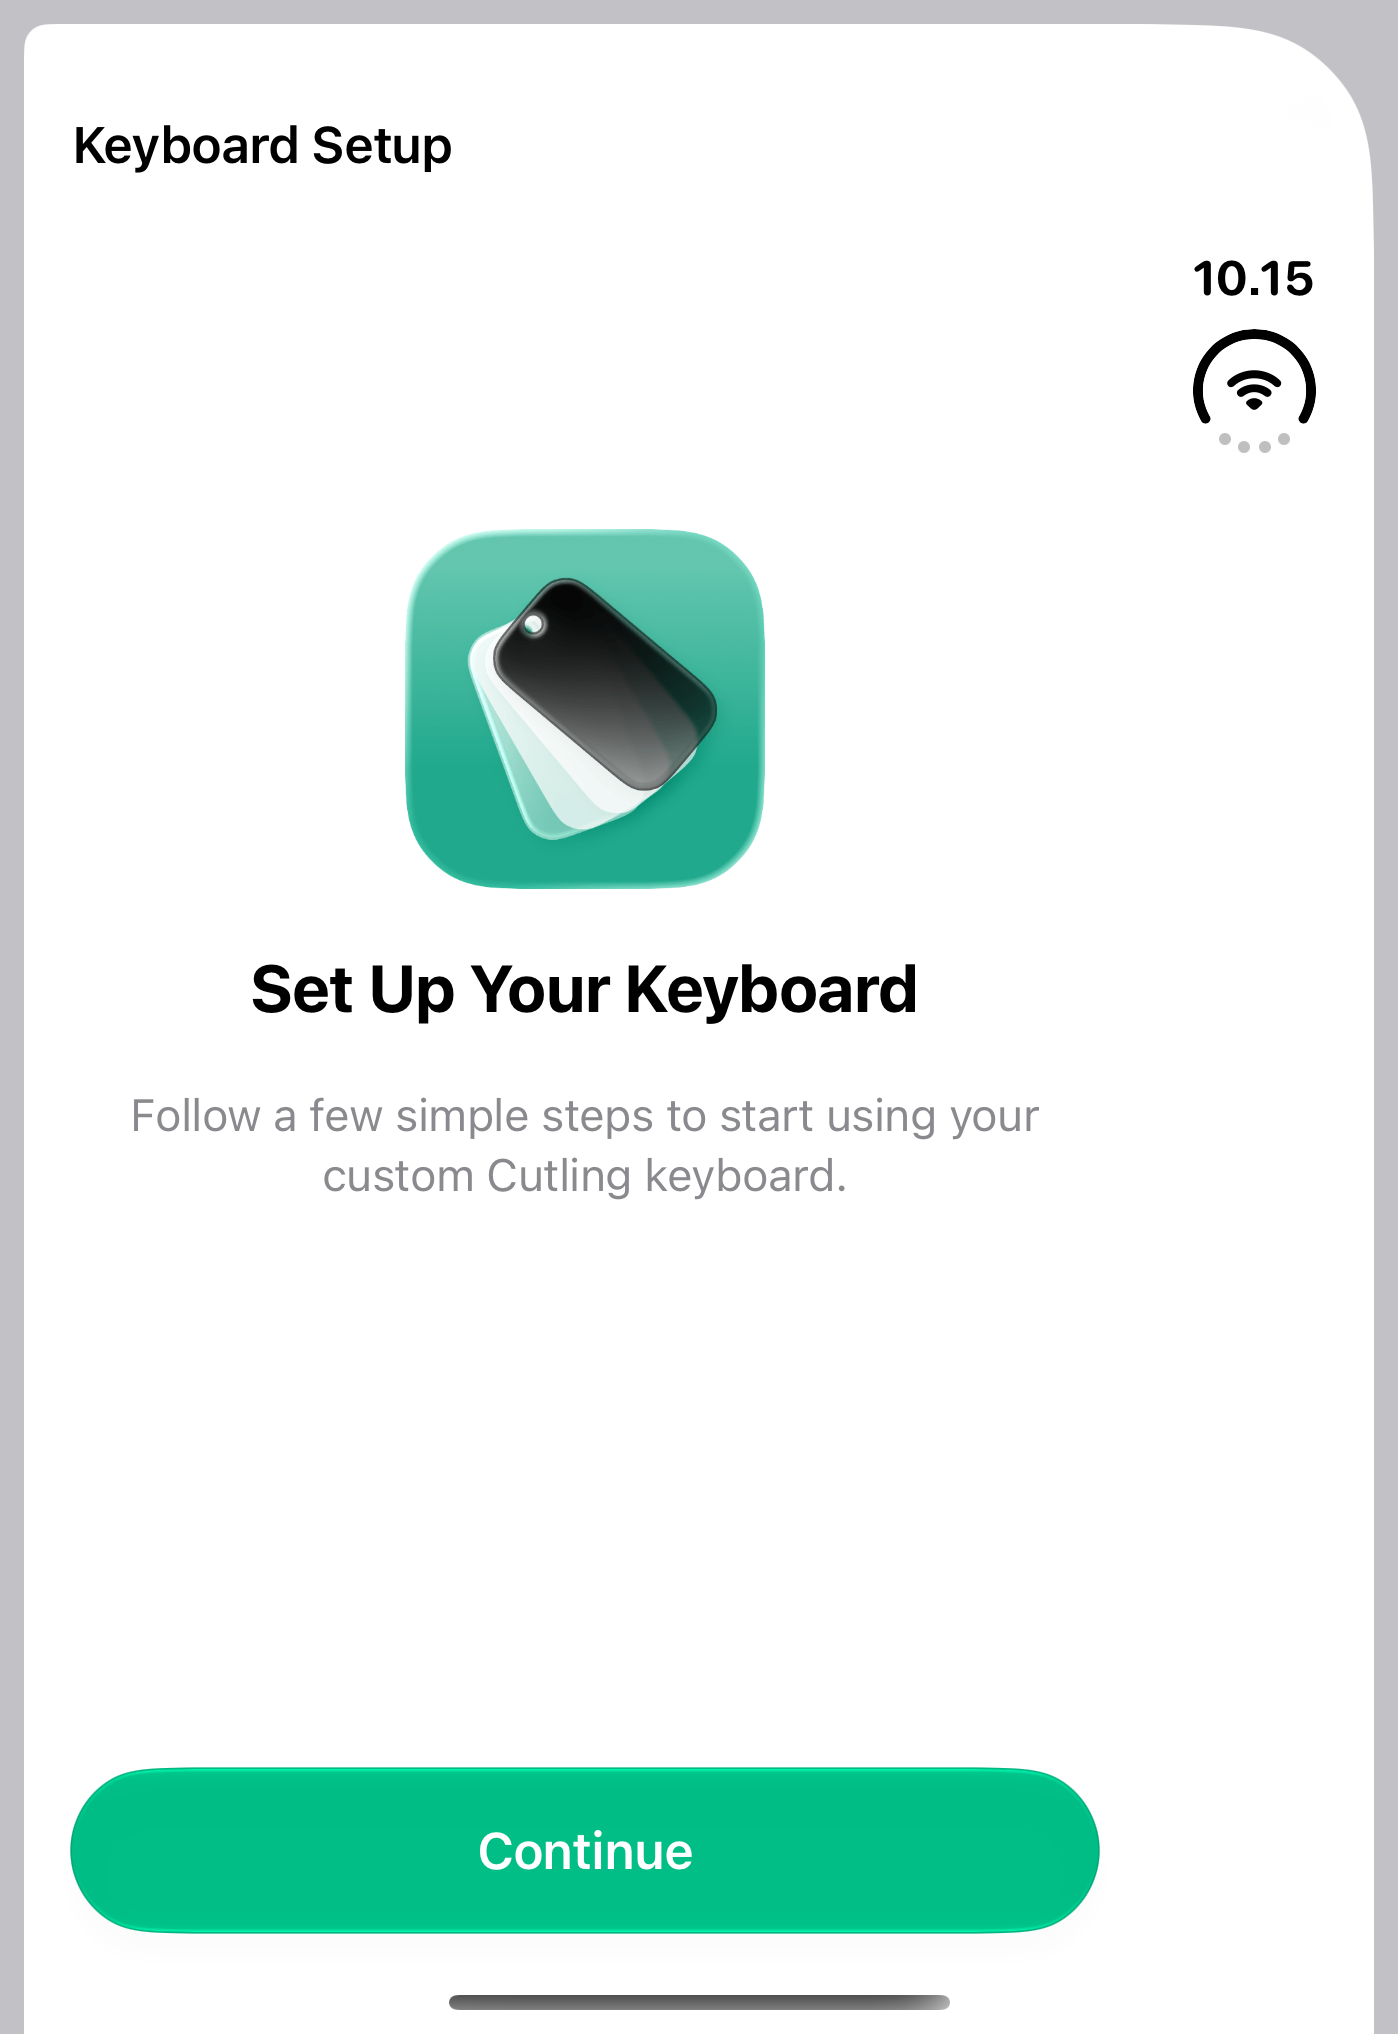 Keyboard Setup
10.15
Set Up Your Keyboard
Follow a few simple steps to start using your
custom Cutling keyboard.
Continue